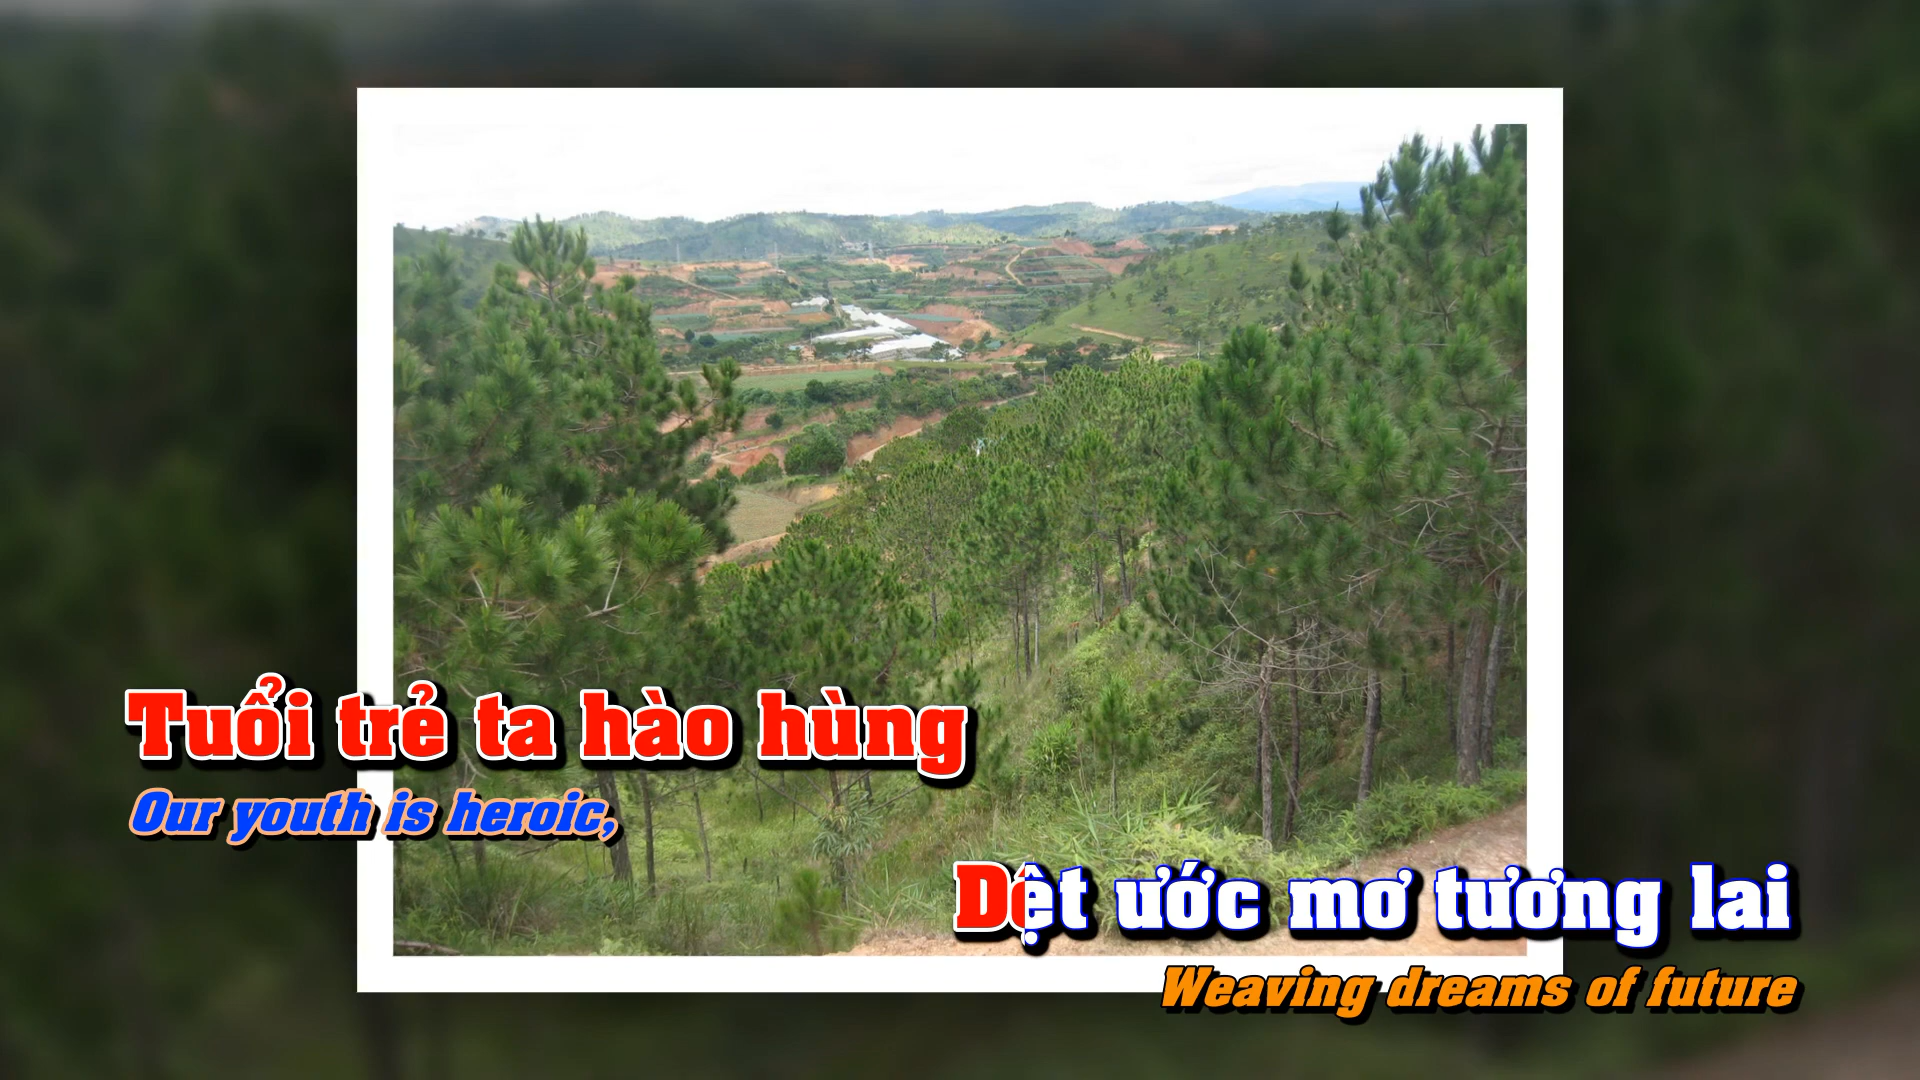 Tuổi trẻ ta hào hùng
Our youth is heroic,
Dệt ước mơ tương lai
Weaving dreams of future